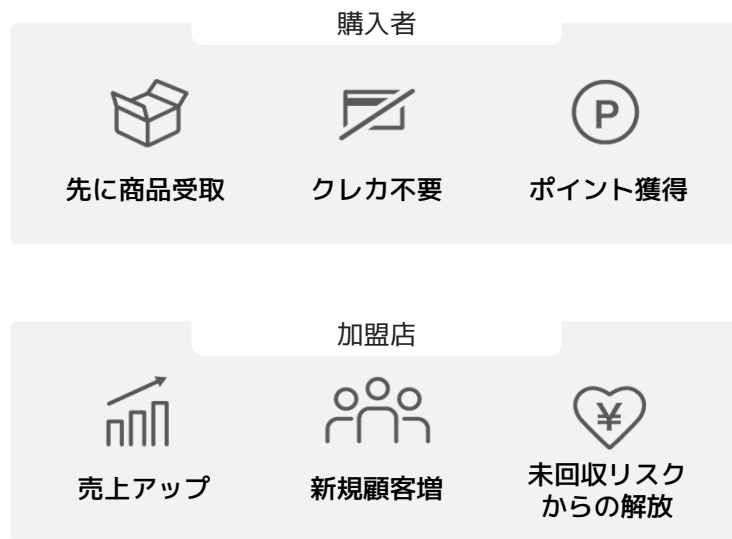 購入者
P
先に商品受取
クレカ不要
ポイント獲得
加盟店
¥
売上アップ
新規顧客増
未回収リスク
からの解放